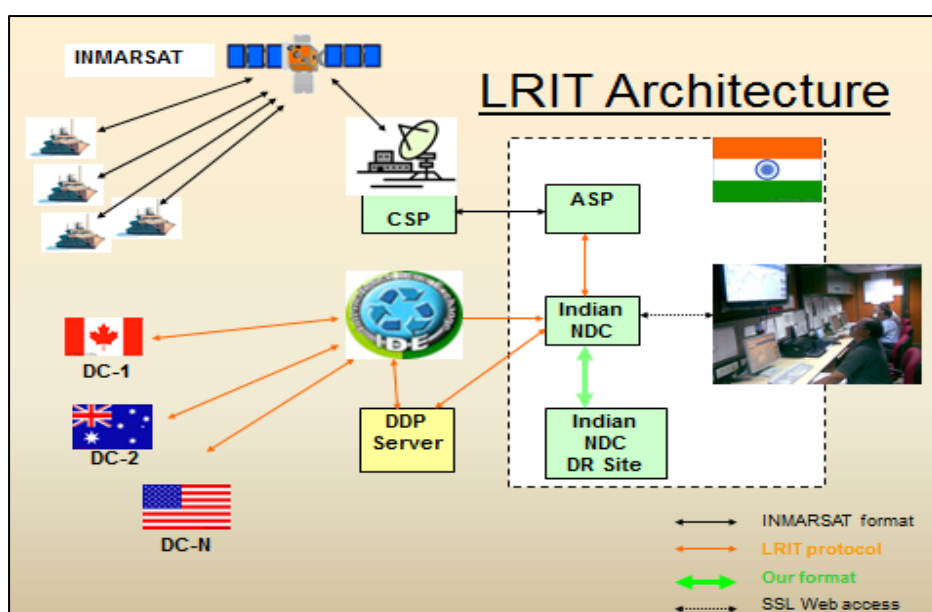 INMARSAT
LRIT Architecture
CSP
ASP
IDE
Indian
NDC
DC-1
DC-2
DC-N
DDP
Server
Indian
NDC
DR Site
INMARSAT format
LRIT protocol
Our format
SSL Web access